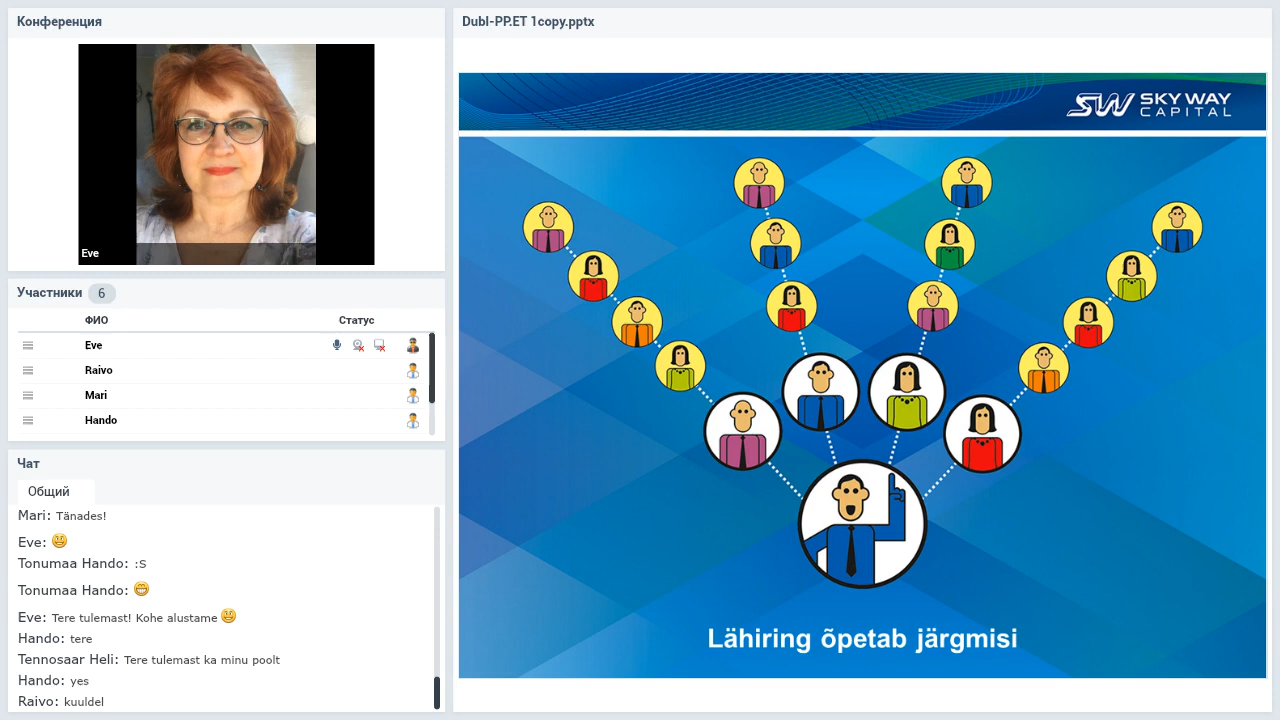 Конференция
Eve
Участники 6
ФИО Статус
Eve
Raivo
Mari
Hando
Чат
Общий
Mari: Tänades!
Eve:
Tonumaa Hando: :S
Tonumaa Hando:
Eve: Tere tulemast! Kohe alustame
Hando: tere
Tennosaar Heli: Tere tulemast ka minu poolt
Hando: yes
Raivo: kuuldel
Dubl-PP.ET 1copy.pptx
SW SKY WAY
CAPITAL
Lähiring õpetab järgmisi